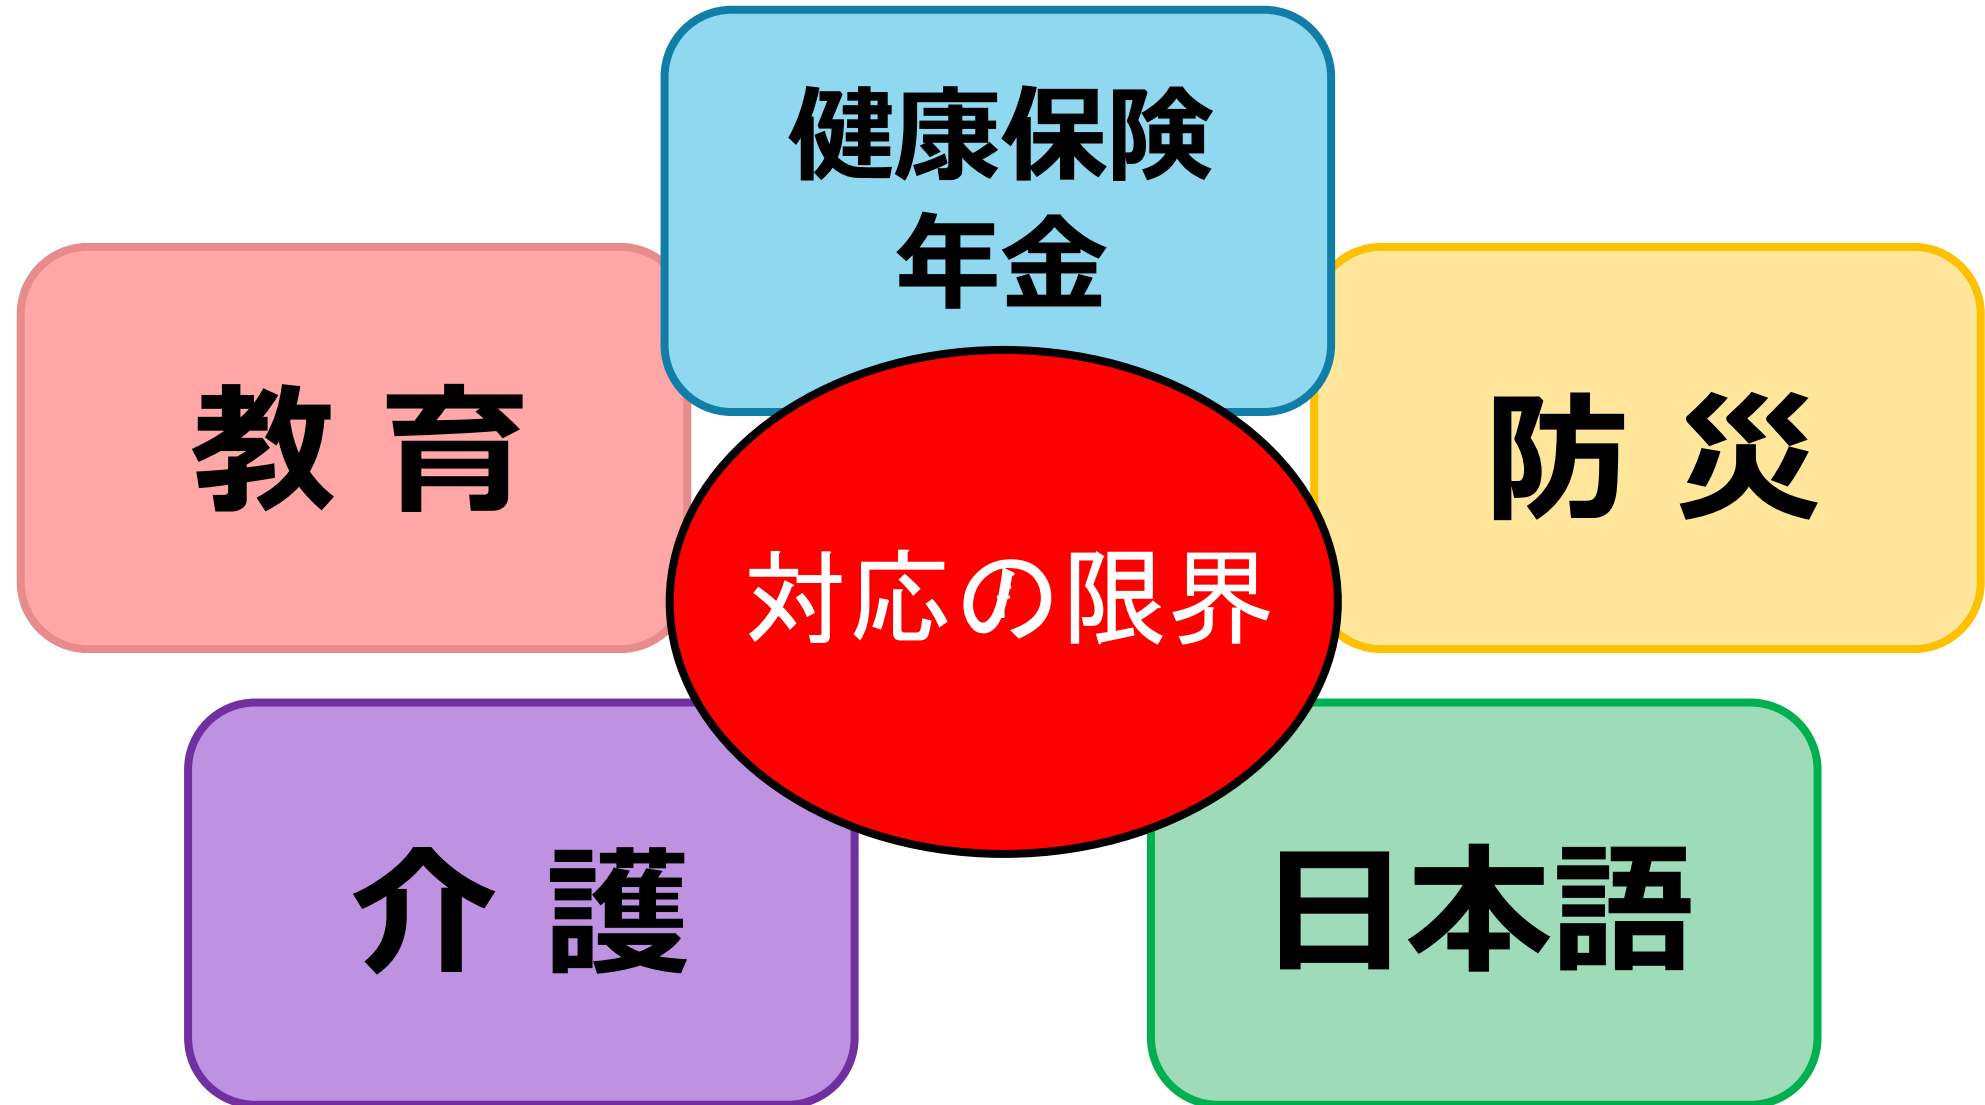 健康保険
年金
教 育
防 災
対応の限界
介 護
日本語